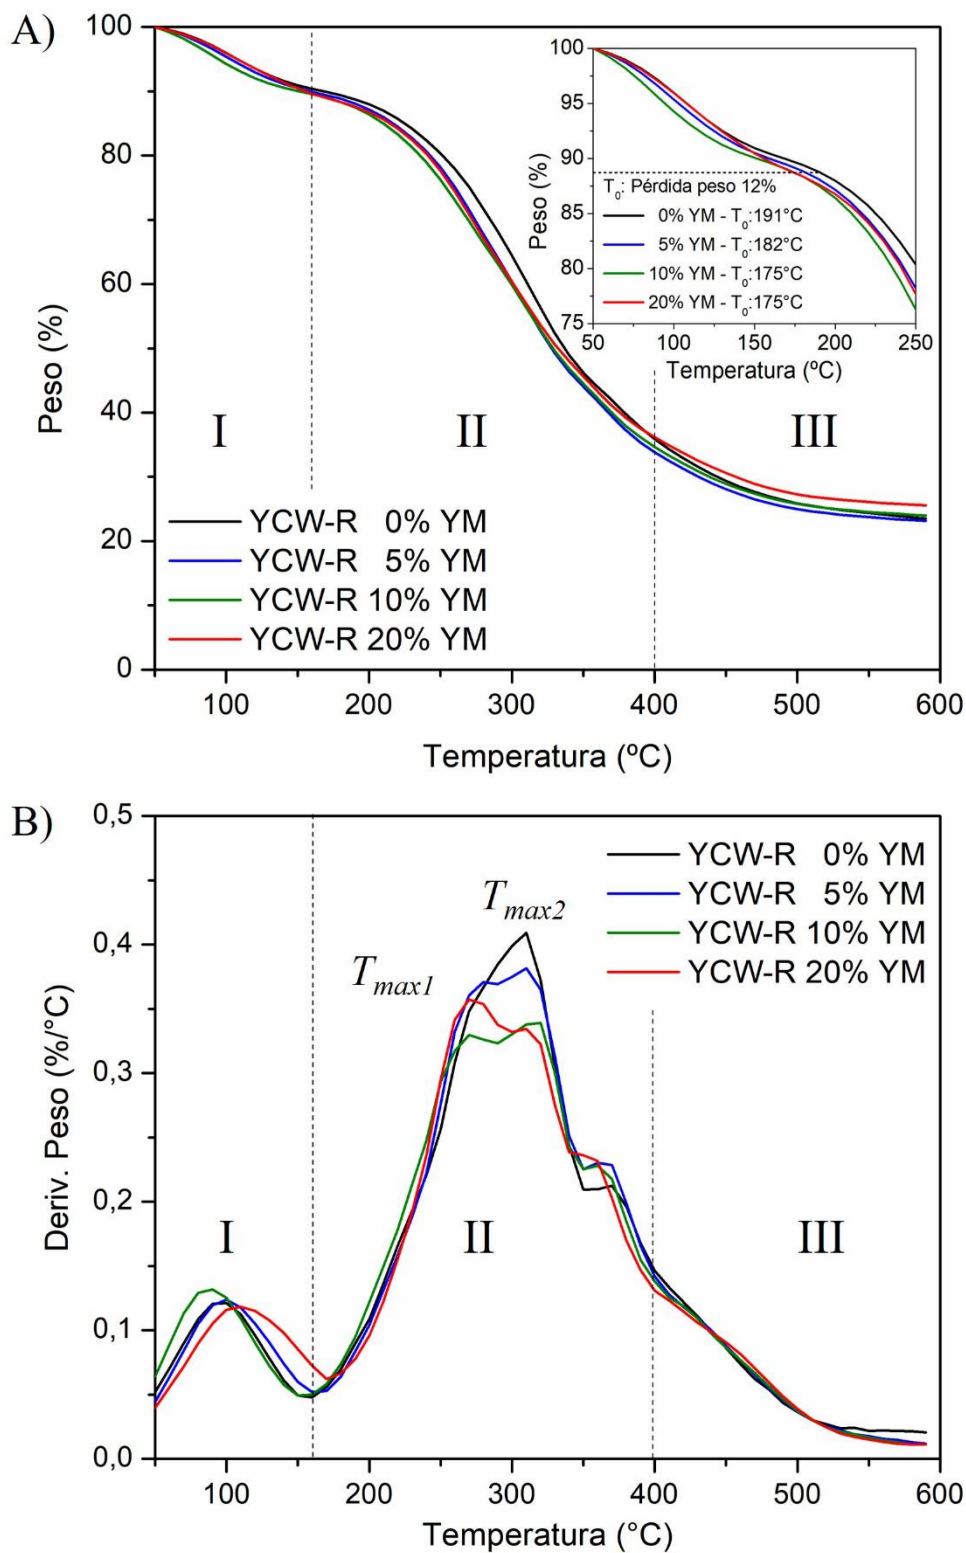 A)
100
80
60
40
20
0
Peso (%)
100
200
300
400
500
600
Temperatura (ºC)
I
II
III
YCW-R 0% YM
YCW-R 5% YM
YCW-R 10% YM
YCW-R 20% YM
100
95
90
85
80
75
Peso (%)
T0: Pérdida peso 12%
0% YM - T0:191°C
5% YM - T0:182°C
10% YM - T0:175°C
20% YM - T0:175°C
50
100
150
200
250
Temperatura (ºC)
B)
0,5
0,4
0,3
0,2
0,1
0,0
Deriv. Peso (%/°C)
YCW-R 0% YM
YCW-R 5% YM
YCW-R 10% YM
YCW-R 20% YM
Tmax2
Tmax1
I
II
III
100
200
300
400
500
600
Temperatura (°C)